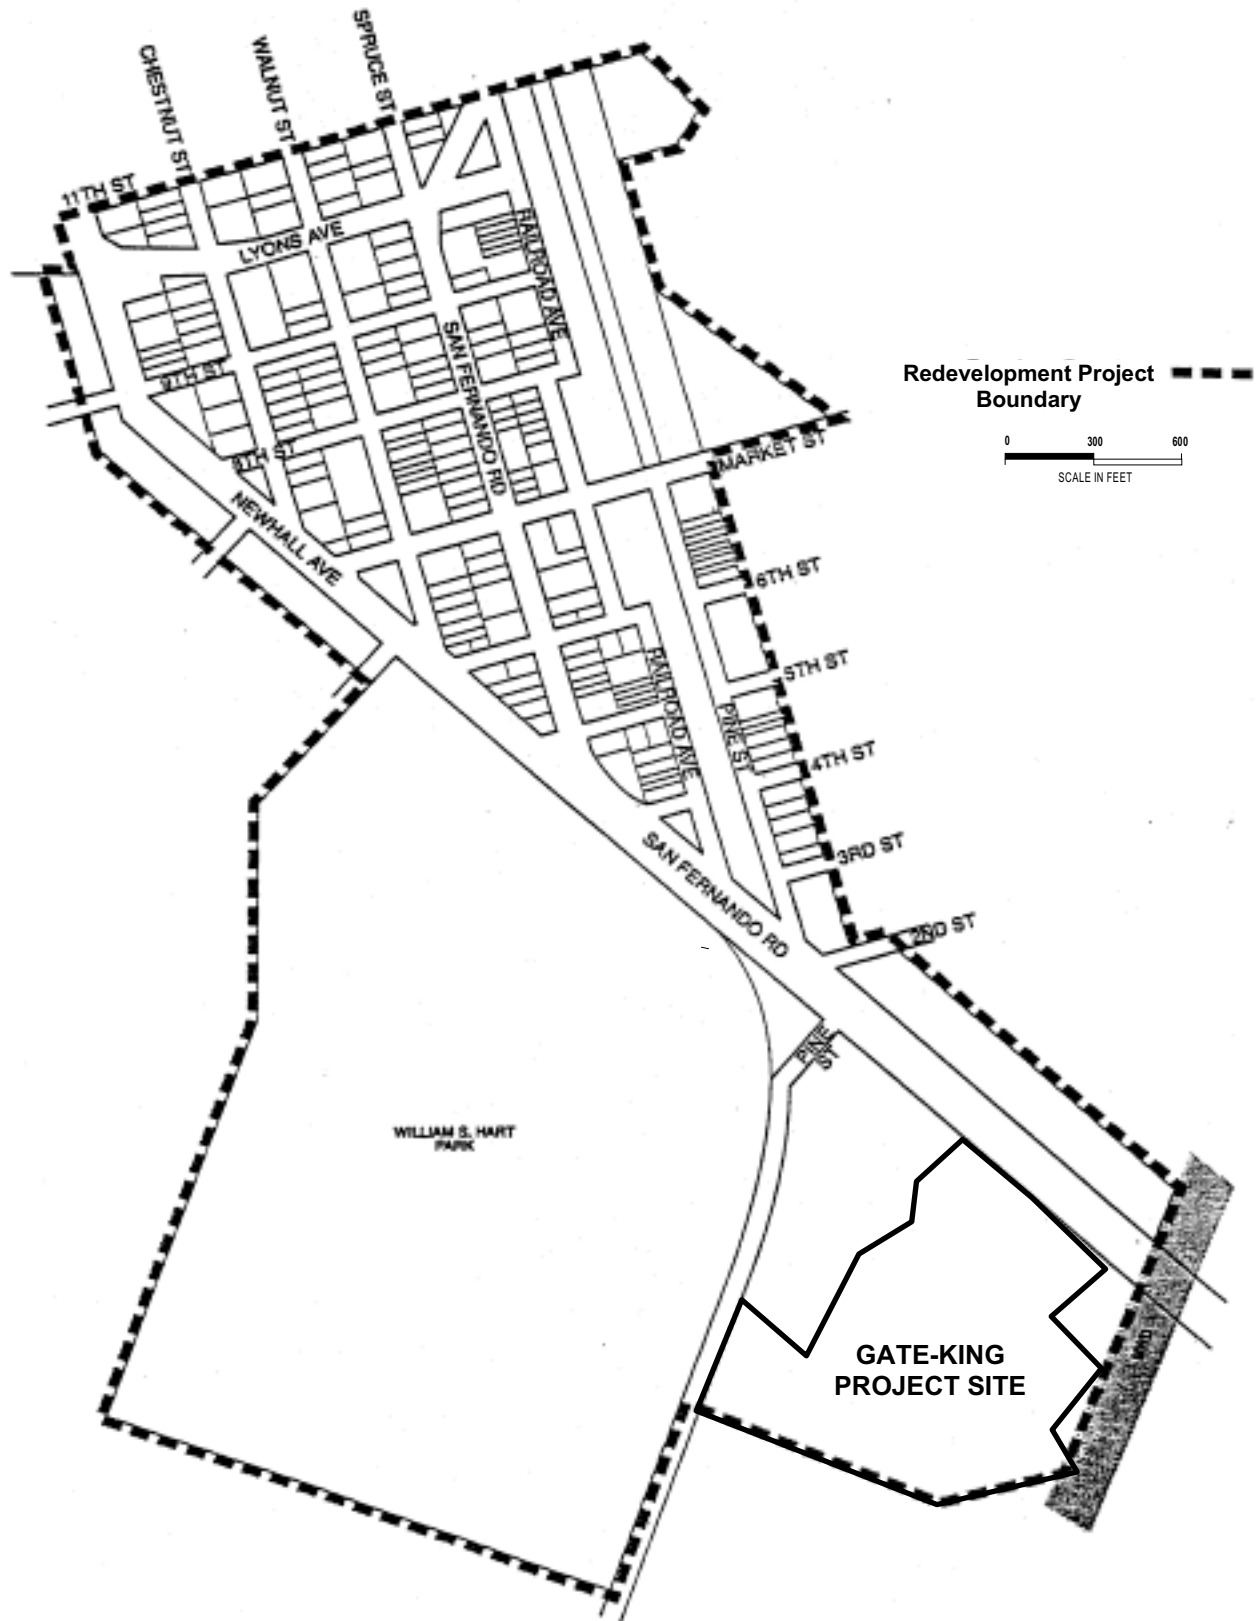 SPRUCE ST
WALNUT ST
CHESTNUT ST
11TH ST
LYONS AVE
RAILROAD AVE
SAN FERNANDO RD
9TH ST
8TH ST
NEWHALL AVE
MARKET ST
Redevelopment Project
Boundary
0 300 600
SCALE IN FEET
6TH ST
5TH ST
RAILROAD AVE
PINE ST
4TH ST
3RD ST
SAN FERNANDO RD
2ND ST
PINE
ST
WILLIAM S. HART
PARK
GATE-KING
PROJECT SITE